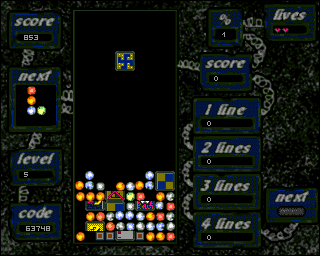 score
853
next
level
5
code
63748
%
1
score
0
1 line
0
2 lines
0
3 lines
0
4 lines
0
lives
next